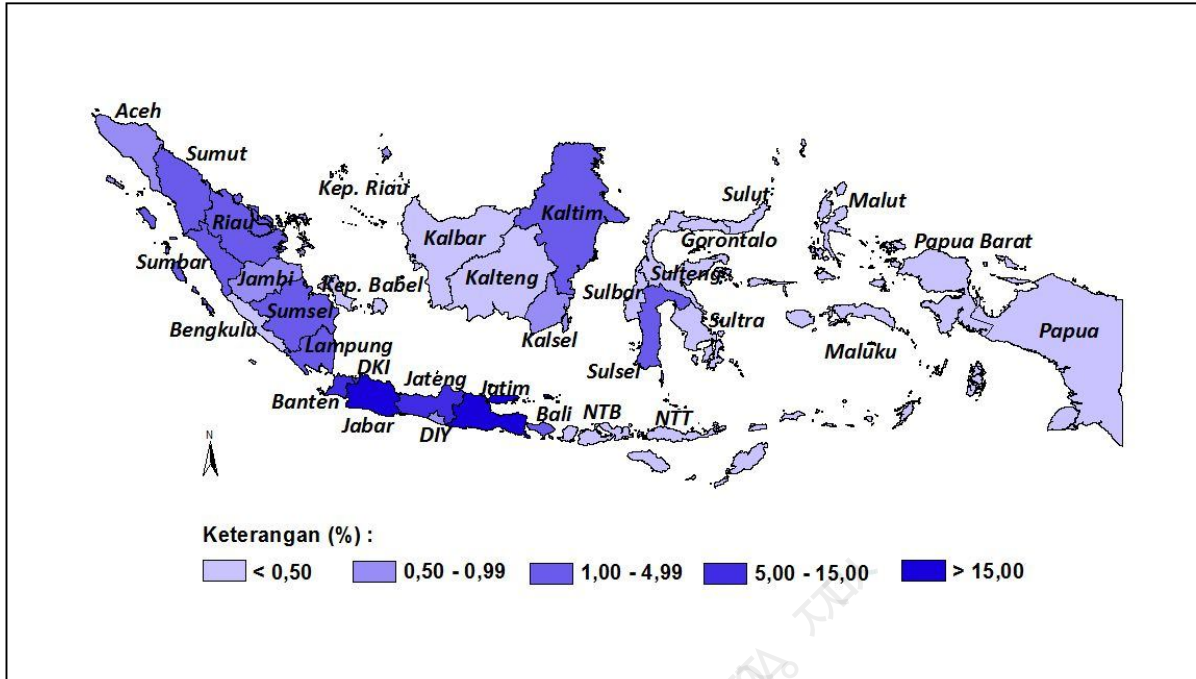 Aceh
Sumut
Kep. Riau
Riau
Sumbar
Jambi
Kep. Babel
Sumsel
Bengkulu
Lampung
DKI
Banten
Jabar
Jateng
DIY
Jatim
Bali
NTB
NTT
Kalbar
Kalteng
Kaltim
Kalsel
Sulut
Gorontalo
Sulteng
Sulbar
Sultra
Sulsel
Malut
Maluku
Papua Barat
Papua
N
Keterangan (%) :
< 0,50
0,50 - 0,99
1,00 - 4,99
5,00 - 15,00
> 15,00